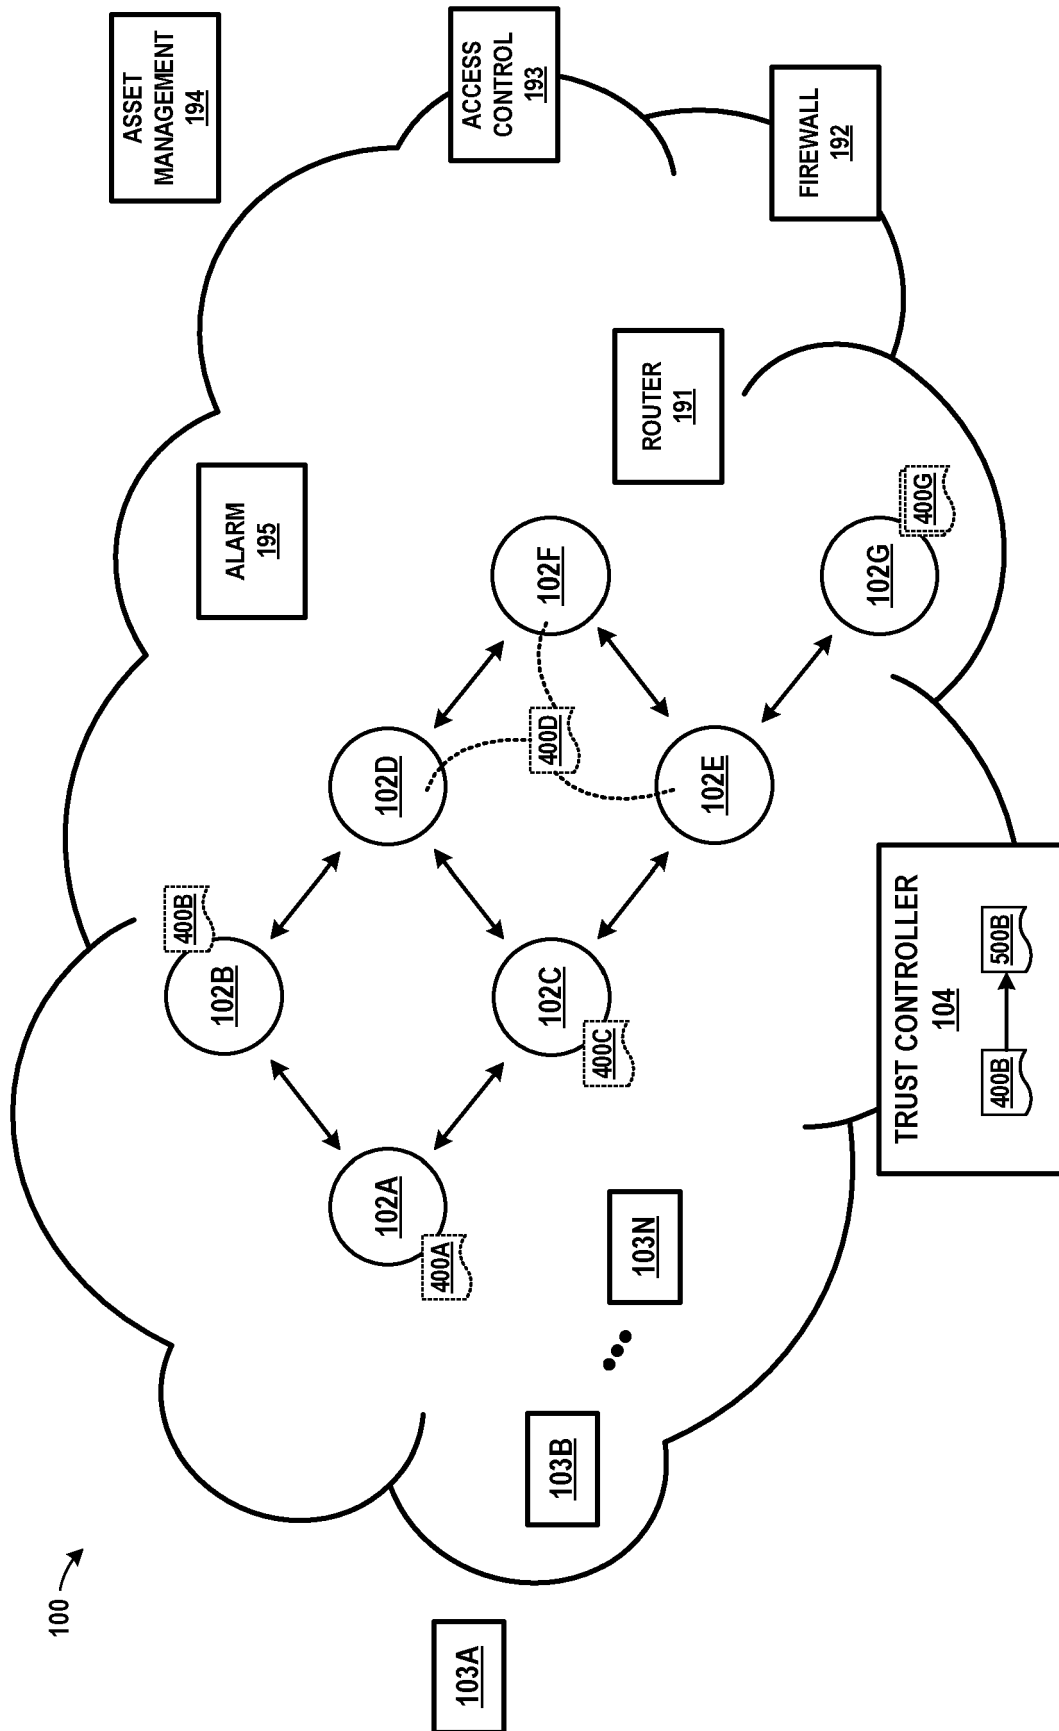 100
ASSET
MANAGEMENT
194
ACCESS
CONTROL
193
FIREWALL
192
ALARM
195
ROUTER
191
102B
400B
102D
102F
102A
400A
102C
400C
400D
102E
102G
400G
103A
103B
103N
TRUST CONTROLLER
104
400B
500B